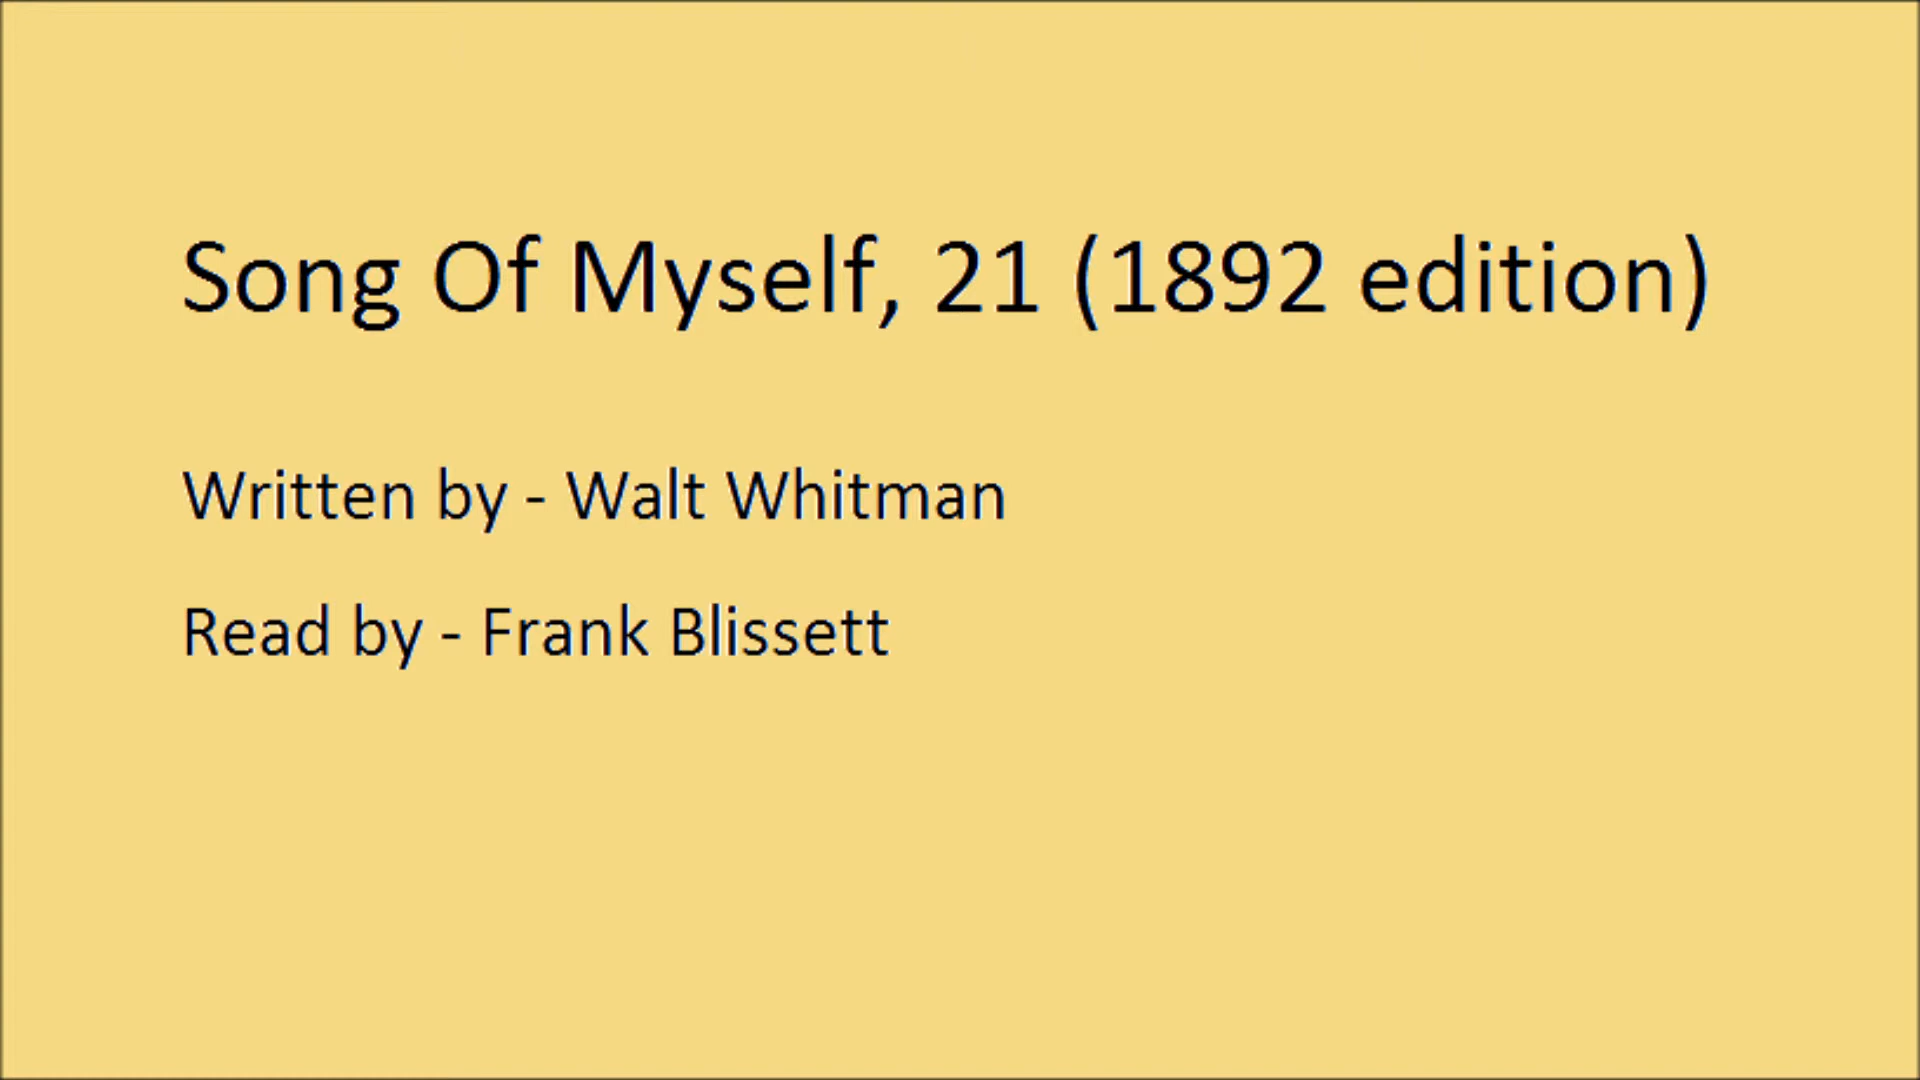 Song Of Myself, 21 (1892 edition)
Written by - Walt Whitman
Read by - Frank Blissett